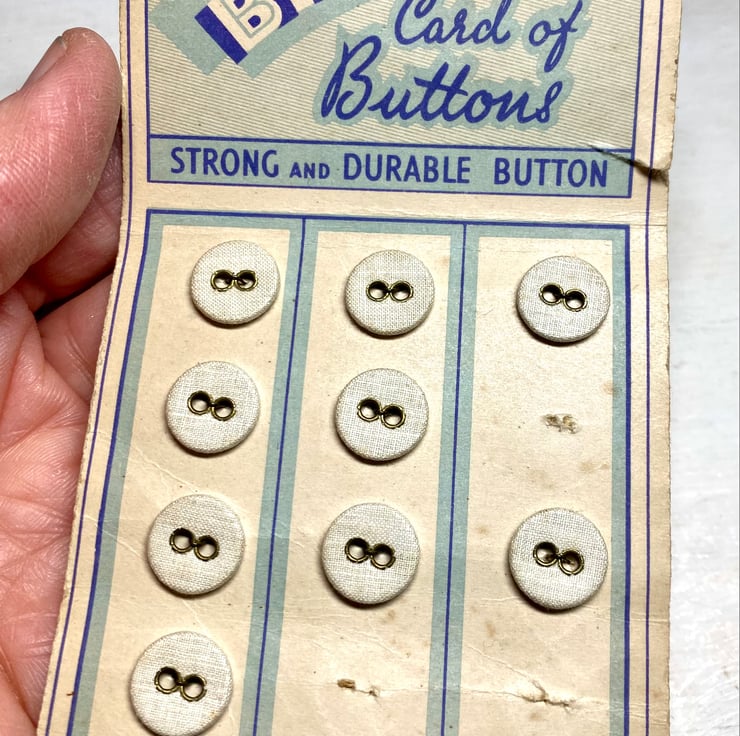 Card of
Buttons
STRONG AND DURABLE BUTTON